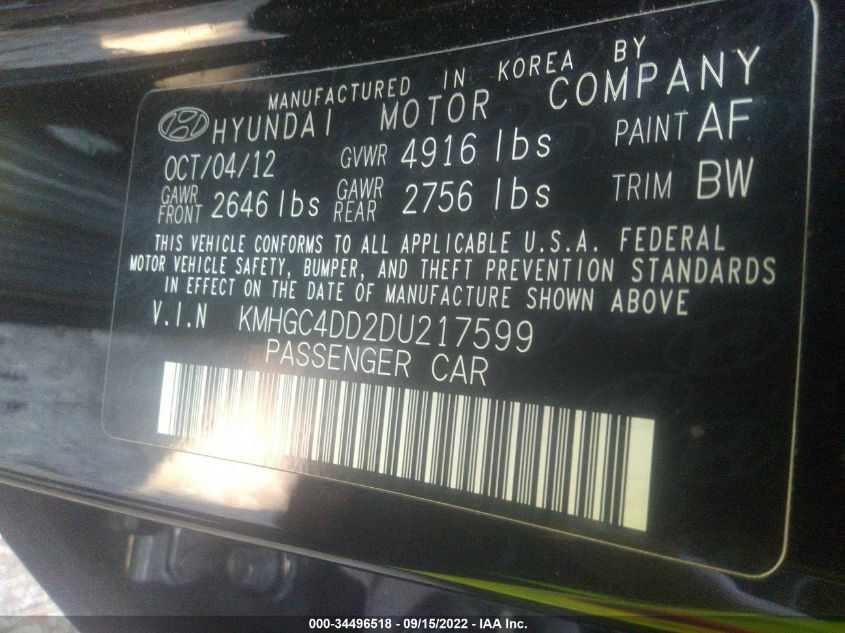 MANUFACTURED IN KOREA BY
HYUNDAI MOTOR COMPANY
OCT/04/12 GVWR 4916 lbs PAINT AF
GAWR FRONT 2646 lbs GAWR REAR 2756 lbs TRIM BW
THIS VEHICLE CONFORMS TO ALL APPLICABLE U.S.A. FEDERAL
MOTOR VEHICLE SAFETY, BUMPER, AND THEFT PREVENTION STANDARDS
IN EFFECT ON THE DATE OF MANUFACTURE SHOWN ABOVE
V.I.N KMHGC4DD2DU217599
PASSENGER CAR
000-34496518 - 09/15/2022 - IAA Inc.